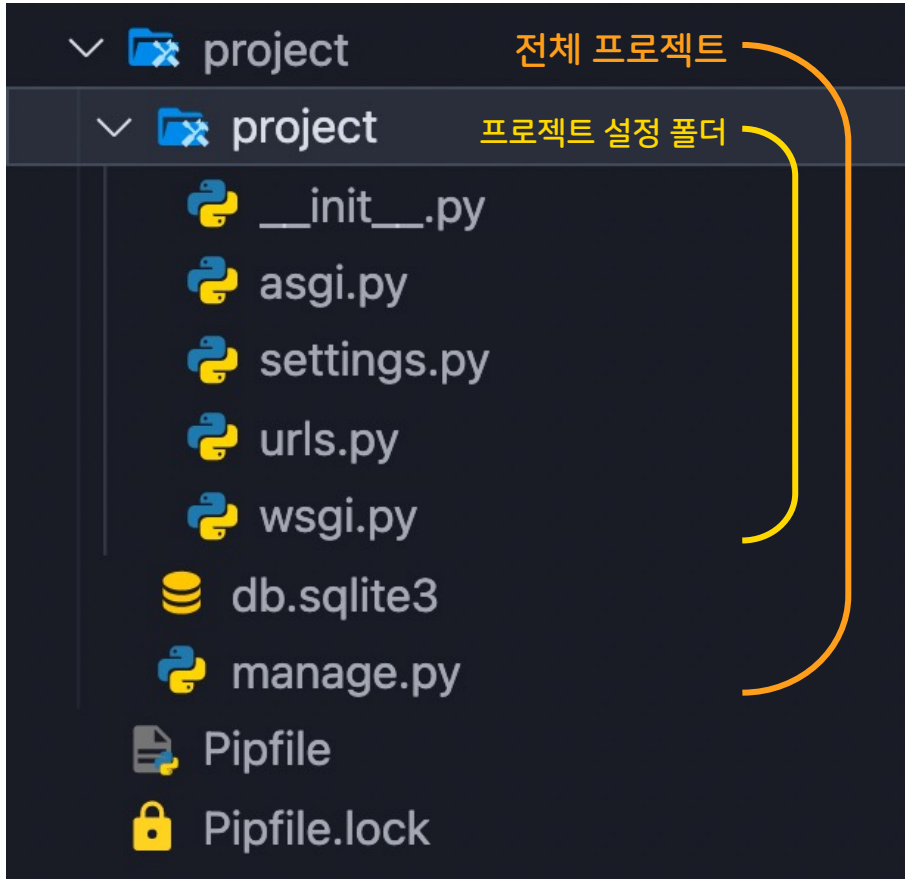 project 전체 프로젝트
project 프로젝트 설정 폴더
__init__.py
asgi.py
settings.py
urls.py
wsgi.py
db.sqlite3
manage.py
Pipfile
Pipfile.lock